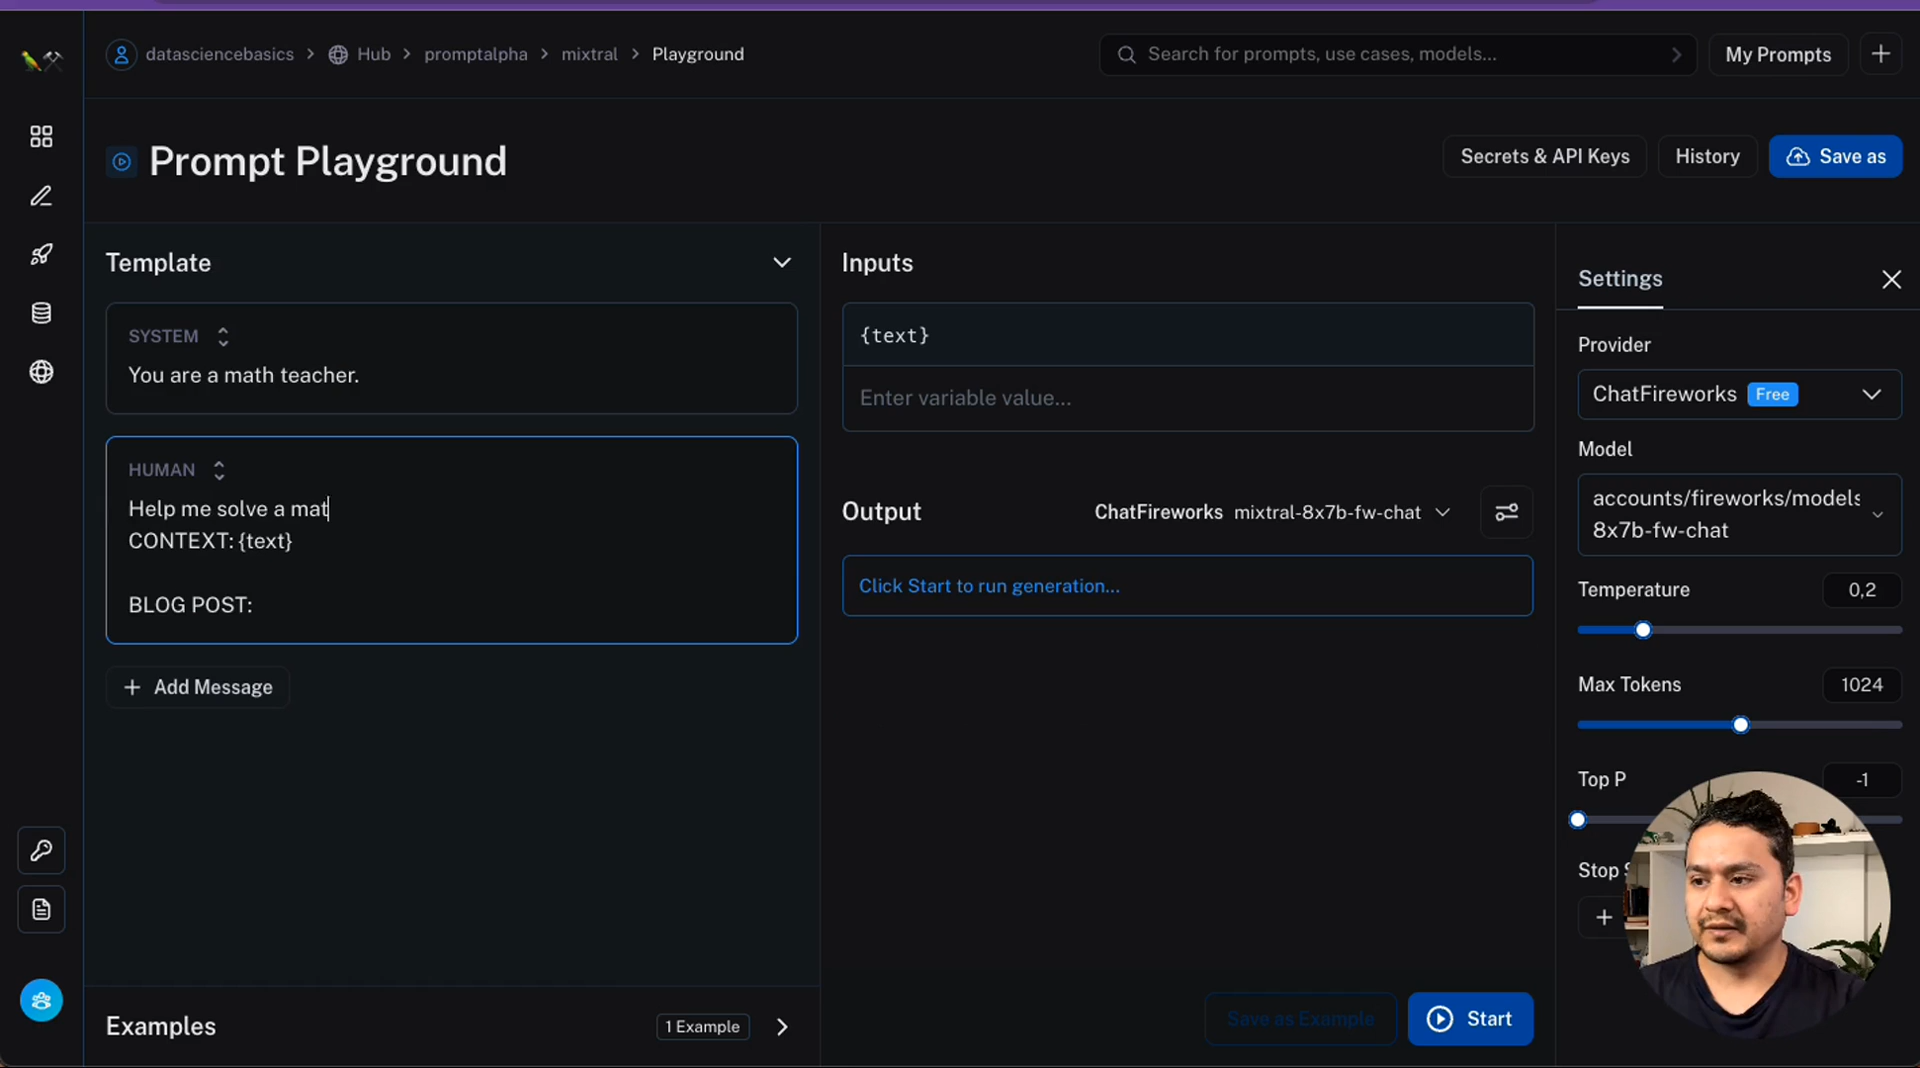 datasciencebasics > Hub > promptalpha > mixtral > Playground
Search for prompts, use cases, models...
My Prompts
Prompt Playground
Secrets & API Keys
History
Save as
Template
SYSTEM
You are a math teacher.
HUMAN
Help me solve a mat
CONTEXT: {text}
BLOG POST:
+ Add Message
Examples
1 Example
Inputs
{text}
Enter variable value...
Output
ChatFireworks mixtral-8x7b-fw-chat
Click Start to run generation...
Save as Example
Start
Settings
Provider
ChatFireworks Free
Model
accounts/fireworks/models
8x7b-fw-chat
Temperature 0,2
Max Tokens 1024
Top P -1
Stop